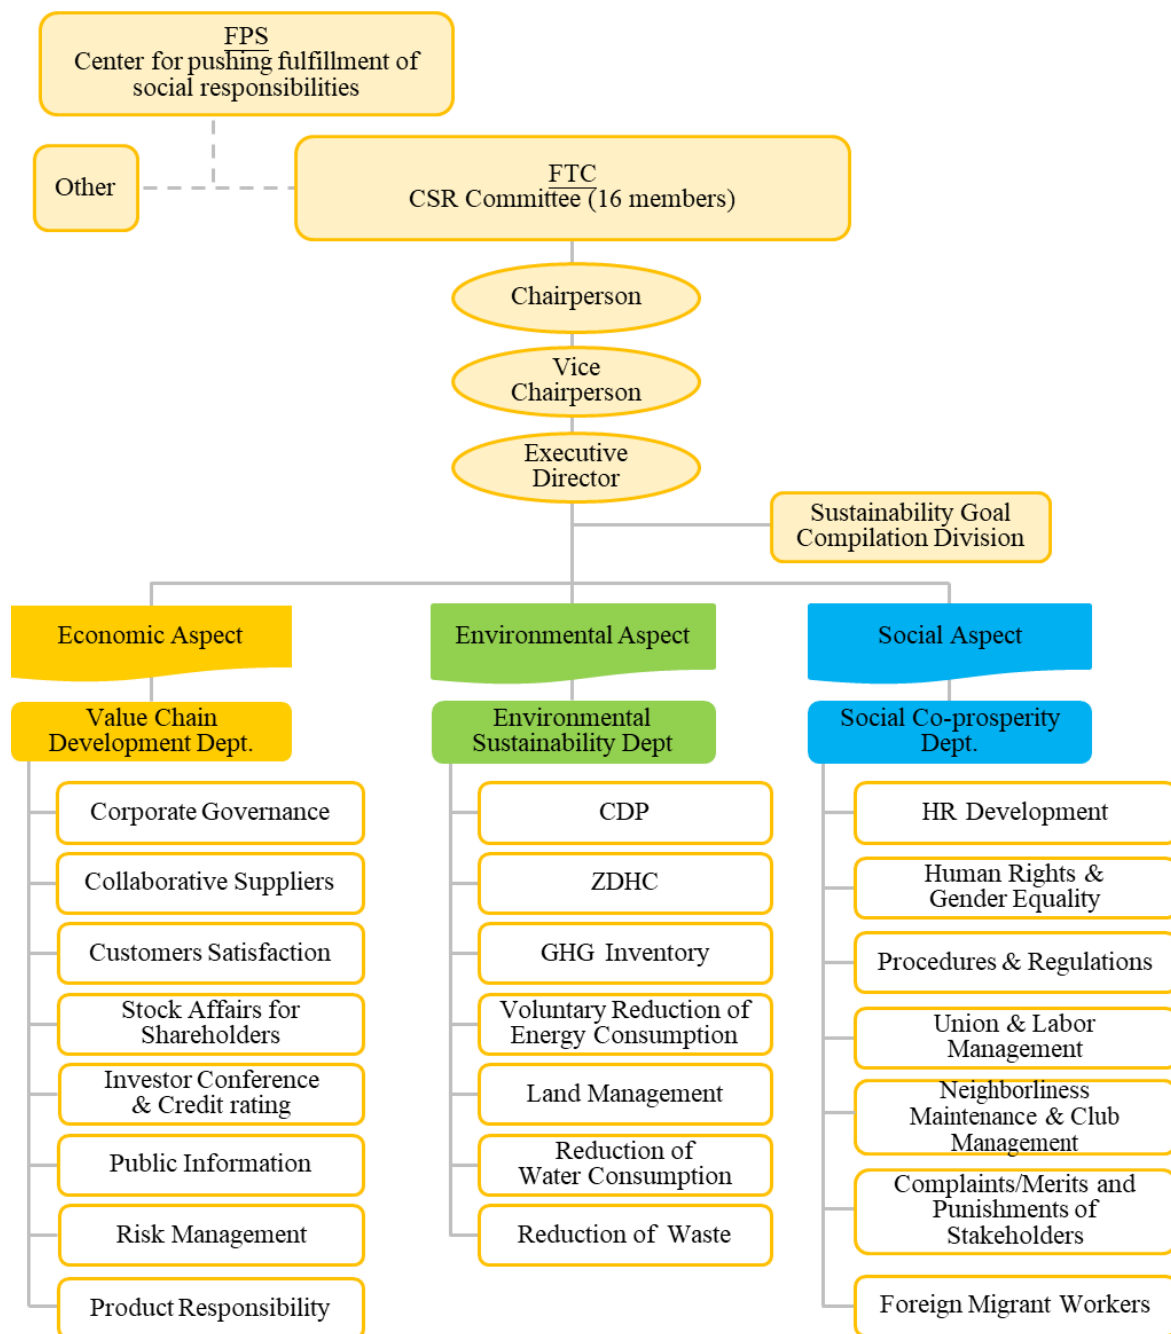 FPS
Center for pushing fulfillment of
social responsibilities
Other
FTC
CSR Committee (16 members)
Chairperson
Vice
Chairperson
Executive
Director
Sustainability Goal
Compilation Division
Economic Aspect
Environmental Aspect
Social Aspect
Value Chain
Development Dept.
Environmental
Sustainability Dept
Social Co-prosperity
Dept.
Corporate Governance
Collaborative Suppliers
Customers Satisfaction
Stock Affairs for
Shareholders
Investor Conference
& Credit rating
Public Information
Risk Management
Product Responsibility
CDP
ZDHC
GHG Inventory
Voluntary Reduction of
Energy Consumption
Land Management
Reduction of
Water Consumption
Reduction of Waste
HR Development
Human Rights &
Gender Equality
Procedures & Regulations
Union & Labor
Management
Neighborliness
Maintenance & Club
Management
Complaints/Merits and
Punishments of
Stakeholders
Foreign Migrant Workers